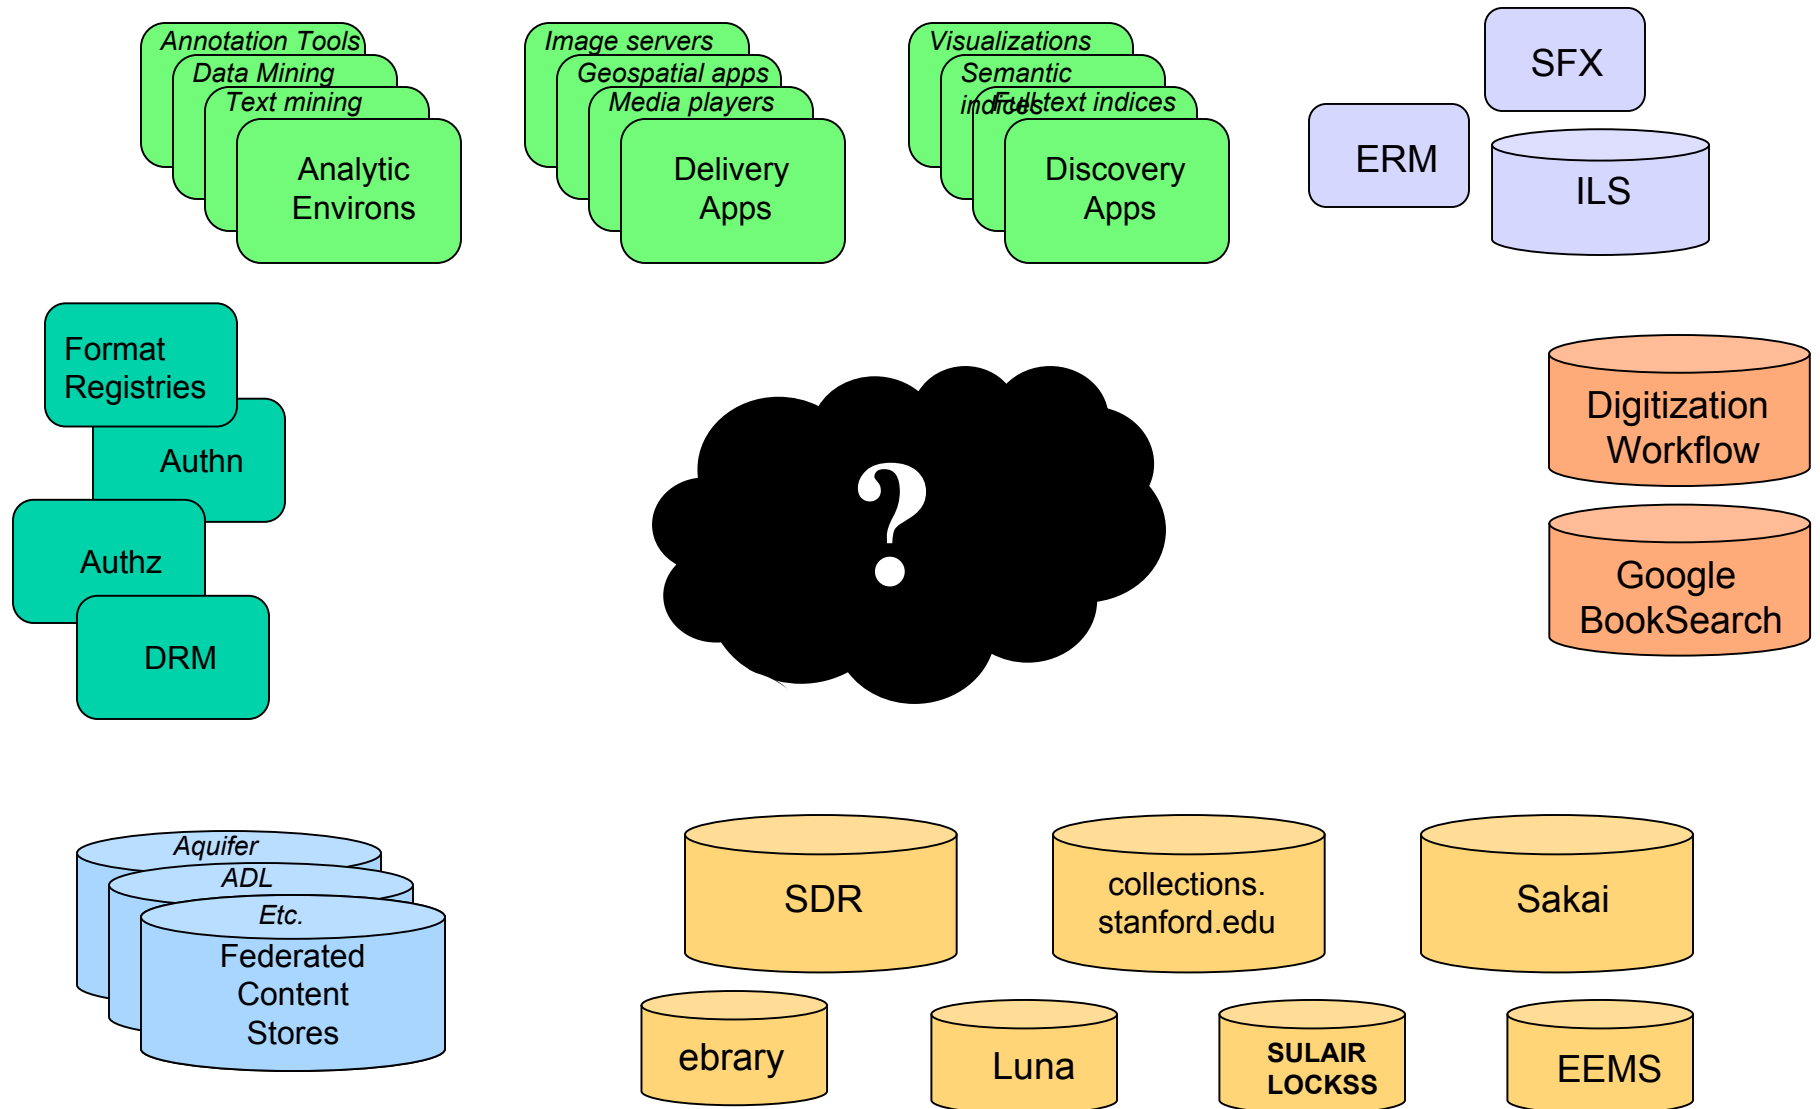 Annotation Tools
Data Mining
Text mining
Analytic
Environs
Image servers
Geospatial apps
Media players
Delivery
Apps
Visualizations
Semantic
indices
Full text indices
Discovery
Apps
SFX
ERM
ILS
Format
Registries
Authn
Authz
DRM
?
Digitization
Workflow
Google
BookSearch
Aquifer
ADL
Etc.
Federated
Content
Stores
SDR
collections.
stanford.edu
Sakai
ebrary
Luna
SULAIR
LOCKSS
EEMS